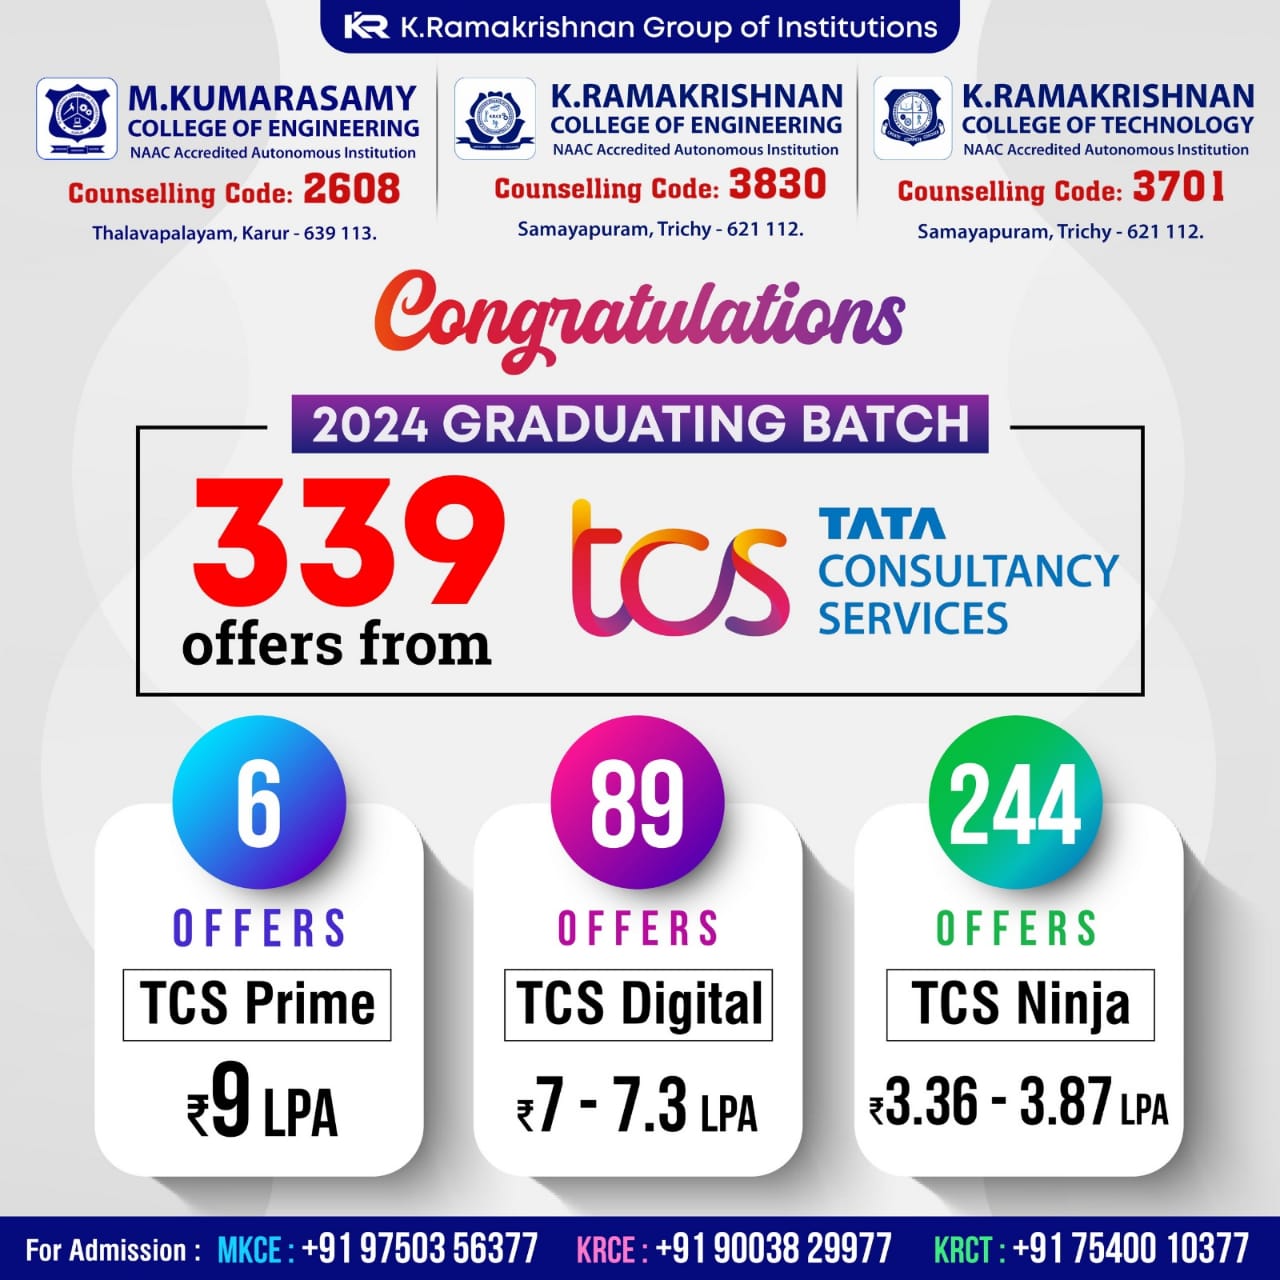 KR K.Ramakrishnan Group of Institutions
M.KUMARASAMY
COLLEGE OF ENGINEERING
NAAC Accredited Autonomous Institution
Counselling Code: 2608
Thalavapalayam, Karur - 639 113.
K.RAMAKRISHNAN
COLLEGE OF ENGINEERING
NAAC Accredited Autonomous Institution
Counselling Code: 3830
Samayapuram, Trichy - 621 112.
K.RAMAKRISHNAN
COLLEGE OF TECHNOLOGY
NAAC Accredited Autonomous Institution
Counselling Code: 3701
Samayapuram, Trichy - 621 112.
Congratulations
2024 GRADUATING BATCH
339
offers from
tcs
TATA
CONSULTANCY
SERVICES
6
OFFERS
TCS Prime
₹9 LPA
89
OFFERS
TCS Digital
₹7 - 7.3 LPA
244
OFFERS
TCS Ninja
₹3.36 - 3.87 LPA
For Admission : MKCE : +91 97503 56377 KRCE : +91 90038 29977 KRCT : +91 75400 10377